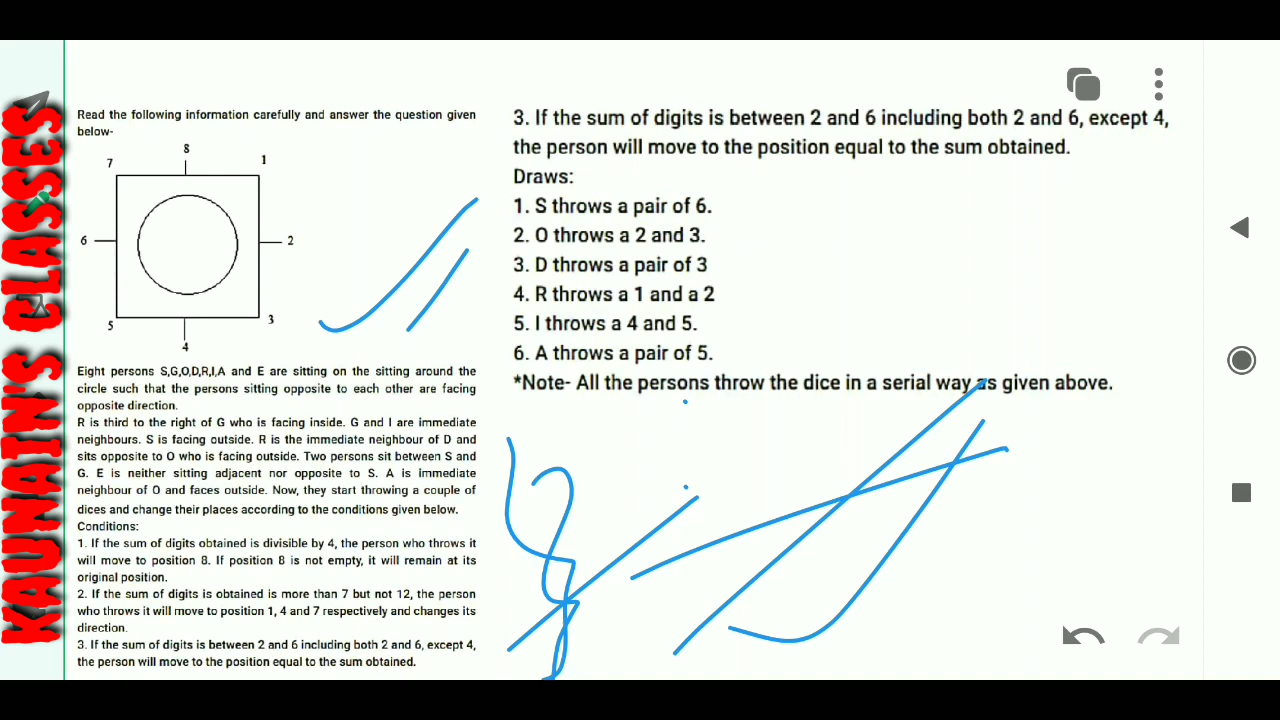 KAUNAIN'S CLASSES
Read the following information carefully and answer the question given
below-
8
7
1
6
2
5
3
4
Eight persons S,G,O,D,R,I,A and E are sitting on the sitting around the
circle such that the persons sitting opposite to each other are facing
opposite direction.
R is third to the right of G who is facing inside. G and I are immediate
neighbours. S is facing outside. R is the immediate neighbour of D and
sits opposite to O who is facing outside. Two persons sit between S and
G. E is neither sitting adjacent nor opposite to S. A is immediate
neighbour of O and faces outside. Now, they start throwing a couple of
dices and change their places according to the conditions given below.
Conditions:
1. If the sum of digits obtained is divisible by 4, the person who throws it
will move to position 8. If position 8 is not empty, it will remain at its
original position.
2. If the sum of digits is obtained is more than 7 but not 12, the person
who throws it will move to position 1, 4 and 7 respectively and changes its
direction.
3. If the sum of digits is between 2 and 6 including both 2 and 6, except 4,
the person will move to the position equal to the sum obtained.
3. If the sum of digits is between 2 and 6 including both 2 and 6, except 4,
the person will move to the position equal to the sum obtained.
Draws:
1. S throws a pair of 6.
2. O throws a 2 and 3.
3. D throws a pair of 3
4. R throws a 1 and a 2
5. I throws a 4 and 5.
6. A throws a pair of 5.
*Note- All the persons throw the dice in a serial way as given above.